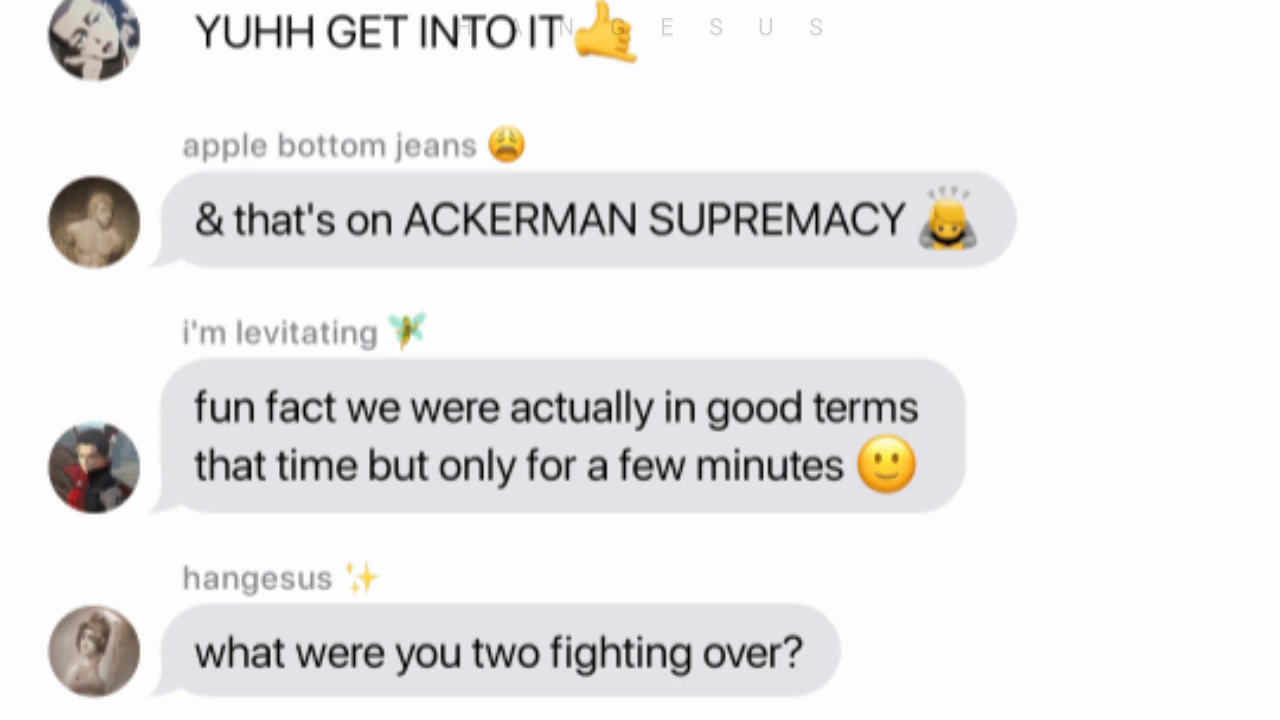 YUHH GET INTO IT🤙
HANGESUS
apple bottom jeans 😩
& that's on ACKERMAN SUPREMACY 🙇
i'm levitating 🧚
fun fact we were actually in good terms
that time but only for a few minutes 🙂
hangesus ✨
what were you two fighting over?